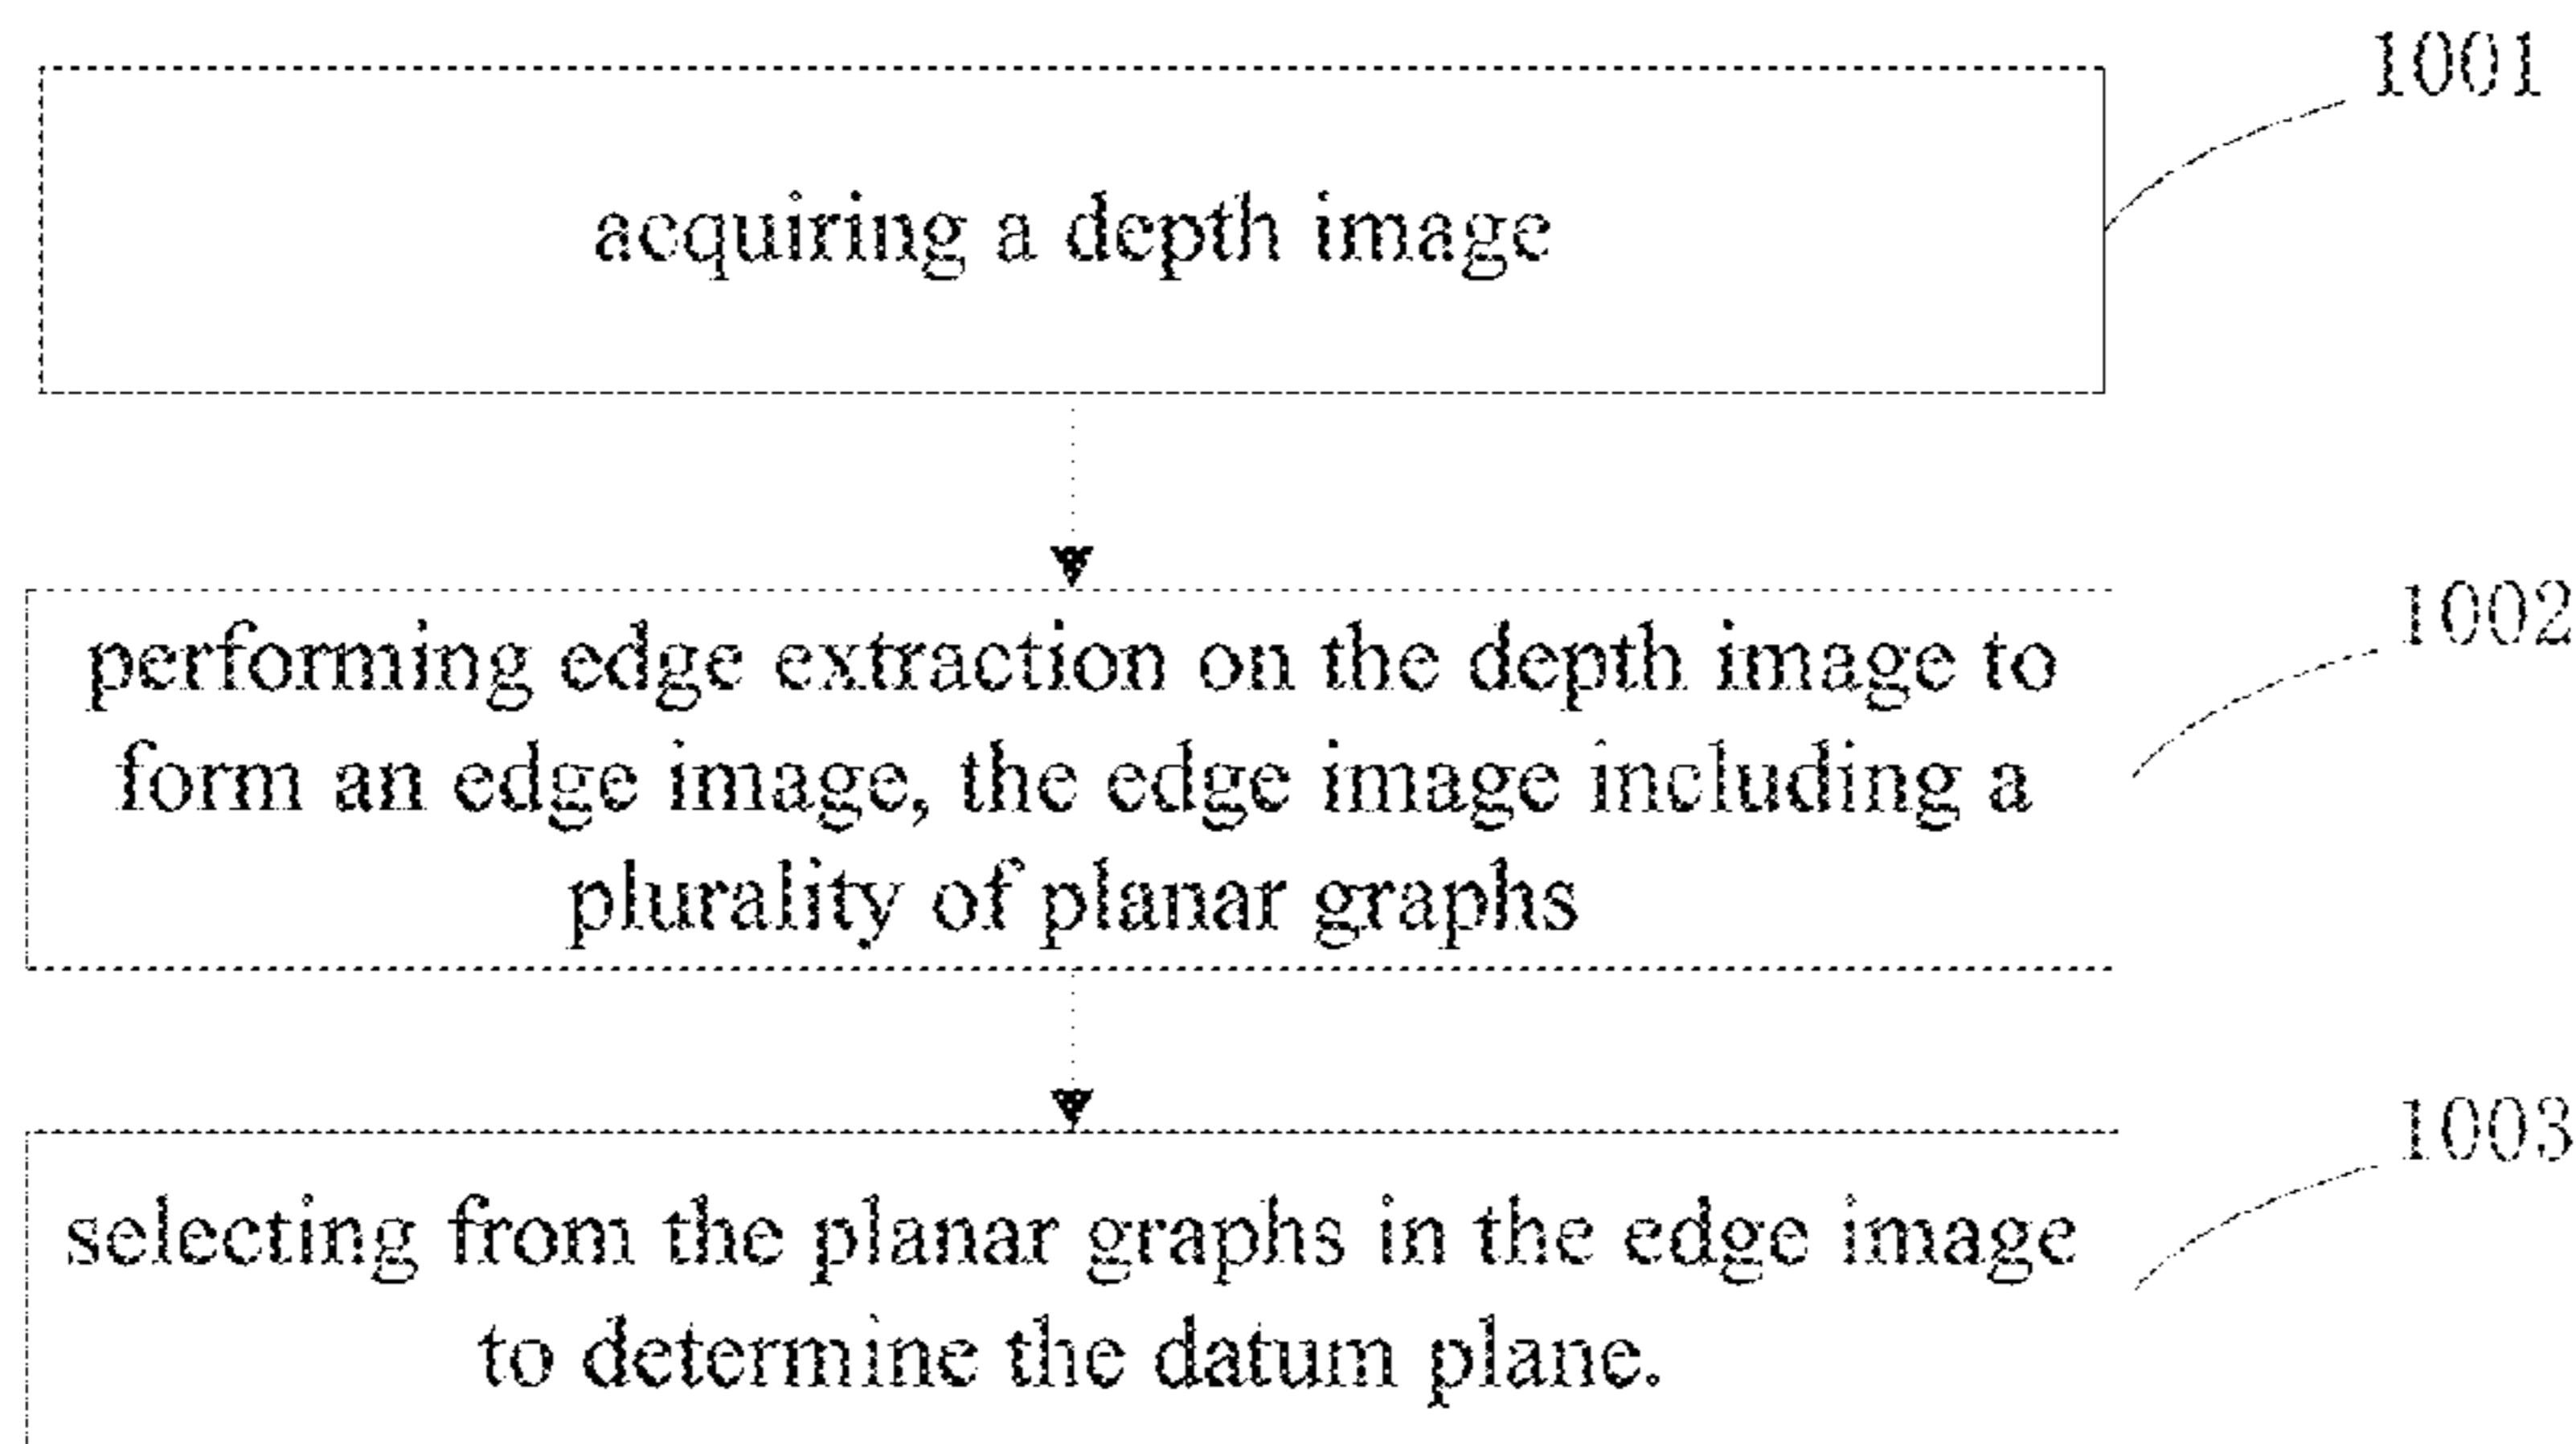 1001
acquiring a depth image
1002
performing edge extraction on the depth image to
form an edge image, the edge image including a
plurality of planar graphs
1003
selecting from the planar graphs in the edge image
to determine the datum plane.